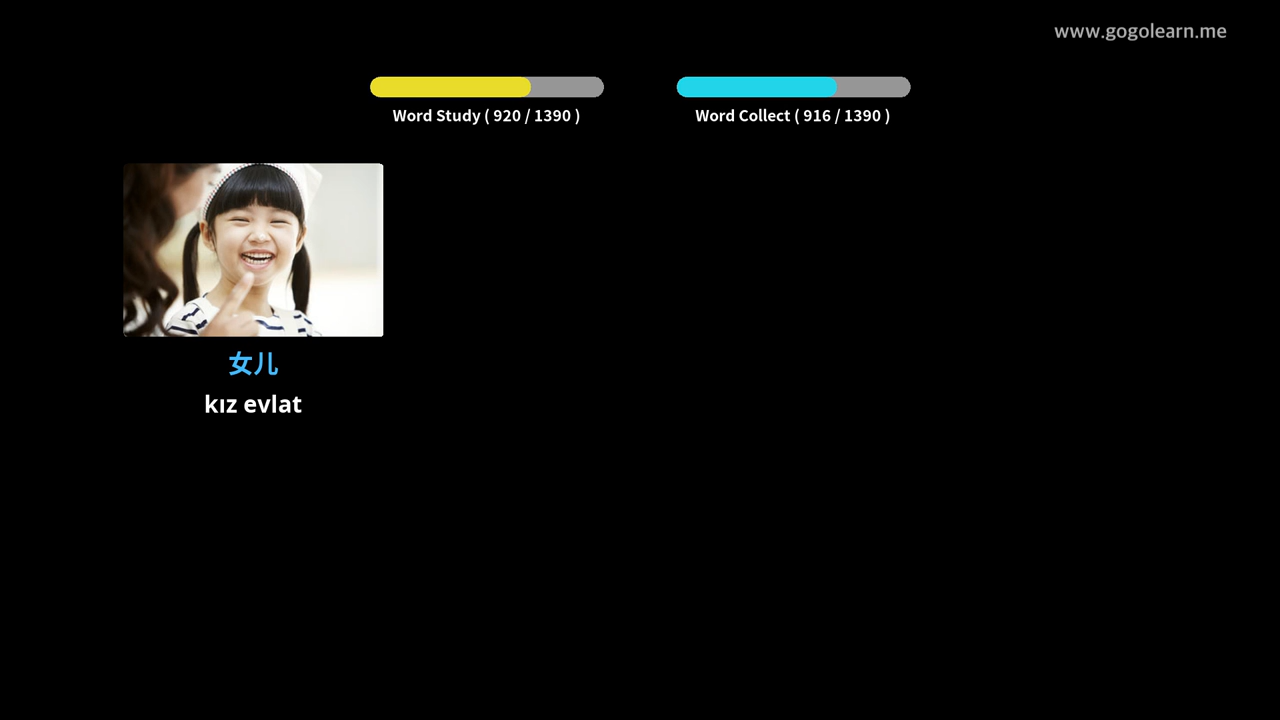 www.gogolearn.me
Word Study ( 920 / 1390 )
Word Collect ( 916 / 1390 )
女儿
kız evlat